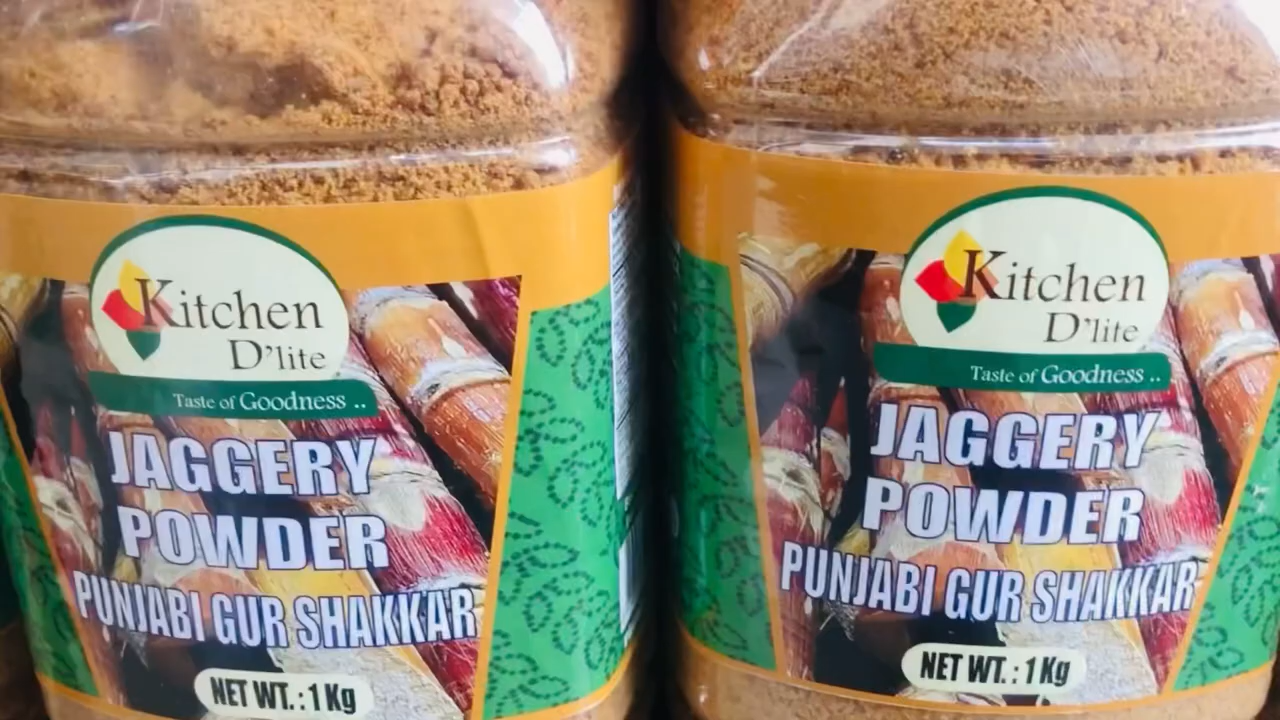 Kitchen
D'lite
Taste of Goodness ..
JAGGERY
POWDER
PUNJABI GUR SHAKKAR
NET WT. : 1 Kg
Kitchen
D'lite
Taste of Goodness ..
JAGGERY
POWDER
PUNJABI GUR SHAKKAR
NET WT. : 1 Kg